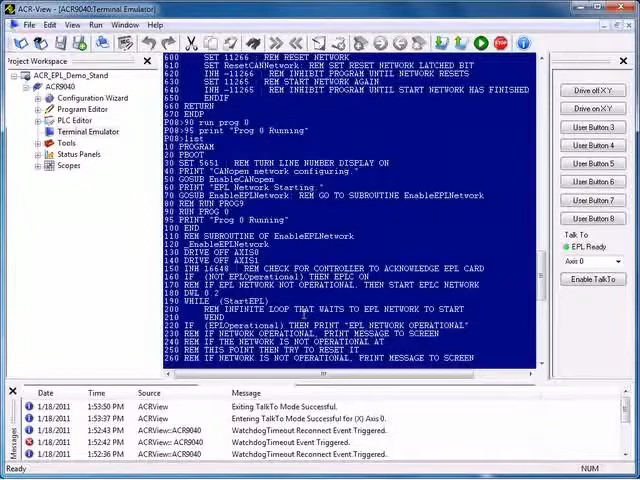 ACR-View - [ACR9040:Terminal Emulator]
File Edit View Run Window Help
Project Workspace
ACR_EPL_Demo_Stand
ACR9040
Configuration Wizard
Program Editor
PLC Editor
Terminal Emulator
Tools
Status Panels
Scopes
600 SET 11266 : REM RESET NETWORK
610 SET ResetCANNetwork: REM SET RESET NETWORK LATCHED BIT
620 INH -11266 : REM INHIBIT PROGRAM UNTIL NETWORK RESETS
630 SET 11265 : REM START NETWORK AGAIN
640 INH -11265 : REM INHIBIT PROGRAM UNTIL START NETWORK HAS FINISHED
650 ENDIF
660 RETURN
670 ENDP
P08>90 run prog 0
P08>95 print "Prog 0 Running"
P08>list
10 PROGRAM
20 PBOOT
30 SET 5651 : REM TURN LINE NUMBER DISPLAY ON
40 PRINT "CANopen network configuring."
50 GOSUB EnableCANopen
60 PRINT "EPL Network Starting."
70 GOSUB EnableEPLNetwork: REM GO TO SUBROUTINE EnableEPLNetwork
80 REM RUN PROG9
90 RUN PROG 0
95 PRINT "Prog 0 Running"
100 END
110 REM SUBROUTINE OF EnableEPLNetwork
120 _EnableEPLNetwork
130 DRIVE OFF AXIS0
140 DRIVE OFF AXIS1
150 INH 16648 : REM CHECK FOR CONTROLLER TO ACKNOWLEDGE EPL CARD
160 IF (NOT EPLOperational) THEN EPLC ON
170 REM IF EPL NETWORK NOT OPERATIONAL. THEN START EPLC NETWORK
180 DWL 0.2
190 WHILE (StartEPL)
200 REM INFINITE LOOP THAT WAITS TO EPL NETWORK TO START
210 WEND
220 IF (EPLOperational) THEN PRINT "EPL NETWORK OPERATIONAL"
230 REM IF NETWORK OPERATIONAL, PRINT MESSAGE TO SCREEN
240 REM IF THE NETWORK IS NOT OPERATIONAL AT
250 REM THIS POINT THEN TRY TO RESET IT
260 REM IF NETWORK IS NOT OPERATIONAL, PRINT MESSAGE TO SCREEN
Drive off X Y
Drive on X Y
User Button 3
User Button 4
User Button 5
User Button 6
User Button 7
User Button 8
Talk To
EPL Ready
Axis 0
Enable TalkTo
Messages
Date Time Source Message
1/18/2011 1:53:50 PM ACRView Exiting TalkTo Mode Successful.
1/18/2011 1:53:37 PM ACRView Entering TalkTo Mode Successful for (X) Axis 0.
1/18/2011 1:52:43 PM ACRView::ACR9040 WatchdogTimeout Reconnect Event Triggered.
1/18/2011 1:52:42 PM ACRView:: ACR9040 WatchdogTimeout Event Triggered.
1/18/2011 1:52:36 PM ACRView::ACR9040 WatchdogTimeout Reconnect Event Triggered.
Ready NUM